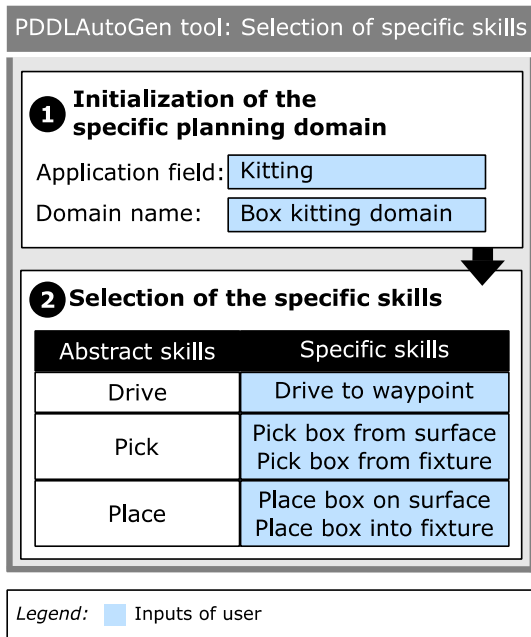 PDDLAutoGen tool: Selection of specific skills
1 Initialization of the
specific planning domain
Application field: Kitting
Domain name: Box kitting domain
2 Selection of the specific skills
Abstract skills Specific skills
Drive Drive to waypoint
Pick Pick box from surface
Pick box from fixture
Place Place box on surface
Place box into fixture
Legend: Inputs of user